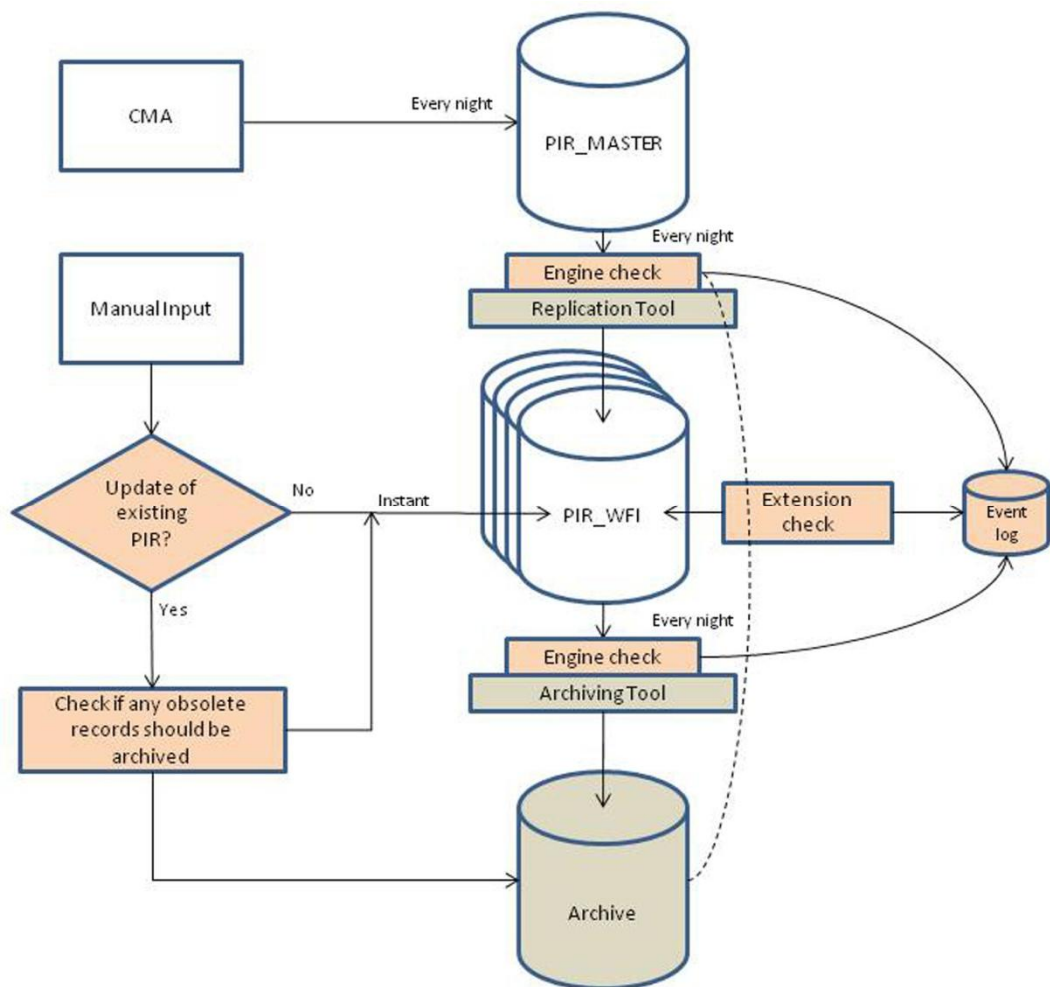 CMA
Every night
PIR_MASTER
Every night
Engine check
Replication Tool
Manual Input
Update of
existing
PIR?
No
Instant
PIR_WFI
Extension
check
Event
log
Yes
Every night
Engine check
Archiving Tool
Check if any obsolete
records should be
archived
Archive